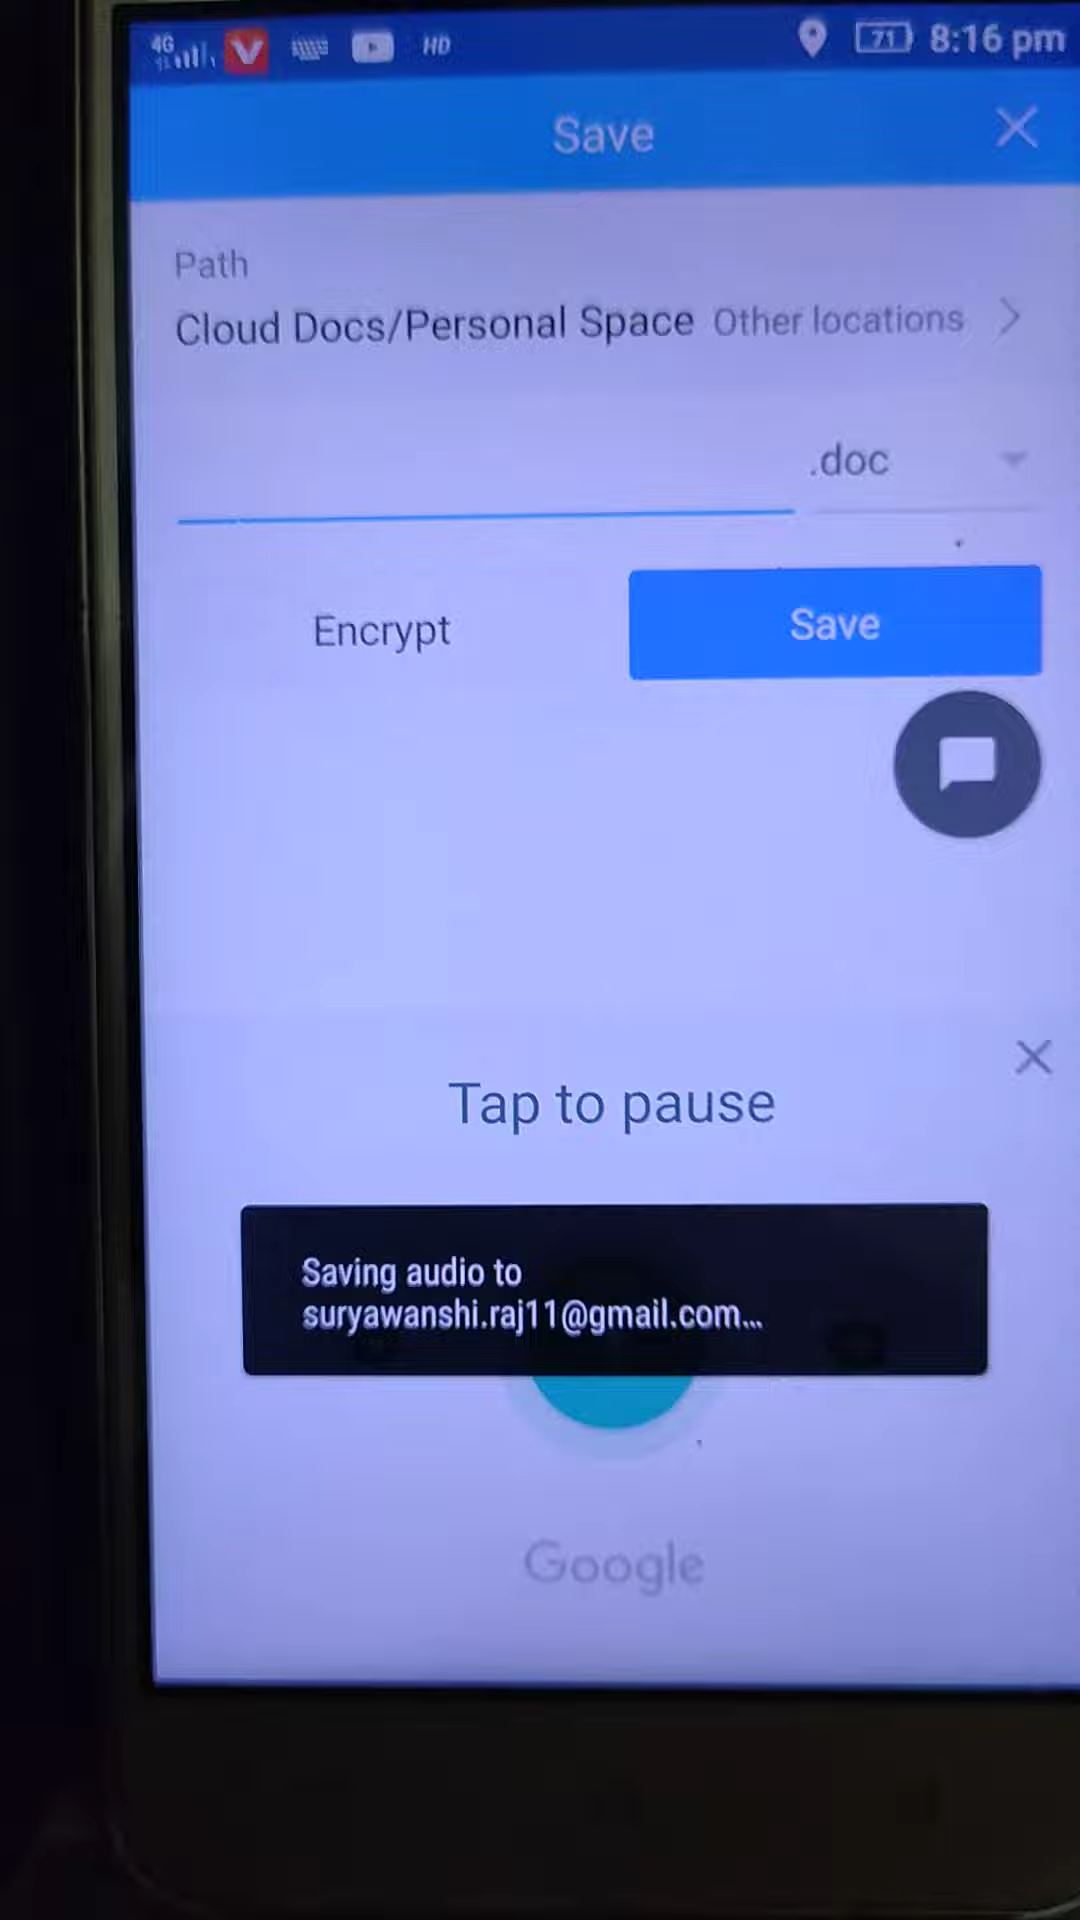 4G HD 71 8:16 pm
Save
Path
Cloud Docs/Personal Space Other locations
.doc
Encrypt Save
Tap to pause
Saving audio to
suryawanshi.raj11@gmail.com...
Google